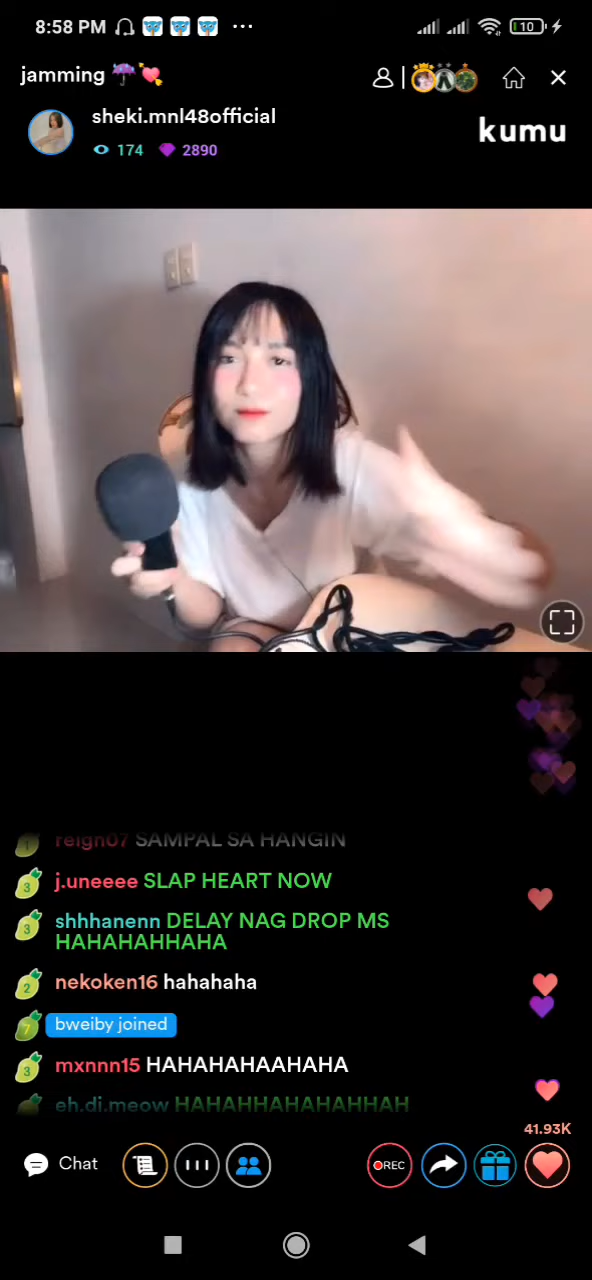 8:58 PM
10
jamming
sheki.mnl48official
174 2890
kumu
reign07 SAMPAL SA HANGIN
3 j.uneeee SLAP HEART NOW
3 shhhanenn DELAY NAG DROP MS
HAHAHAHHAHA
2 nekoken16 hahahaha
7 bweiby joined
3 mxnnn15 HAHAHAHAAHAHA
eh.di.meow HAHAHHAHAHAHHAH
41.93K
Chat
REC